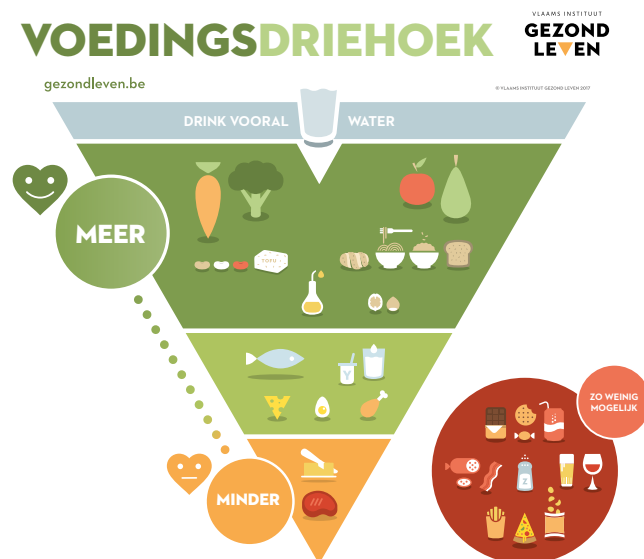 VOEDINGSDRIEHOEK
VLAAMS INSTITUUT
GEZOND
LEVEN
gezondleven.be
© VLAAMS INSTITUUT GEZOND LEVEN 2017
DRINK VOORAL WATER
MEER
TOFU
Y
ZO WEINIG
MOGELIJK
Z
MINDER